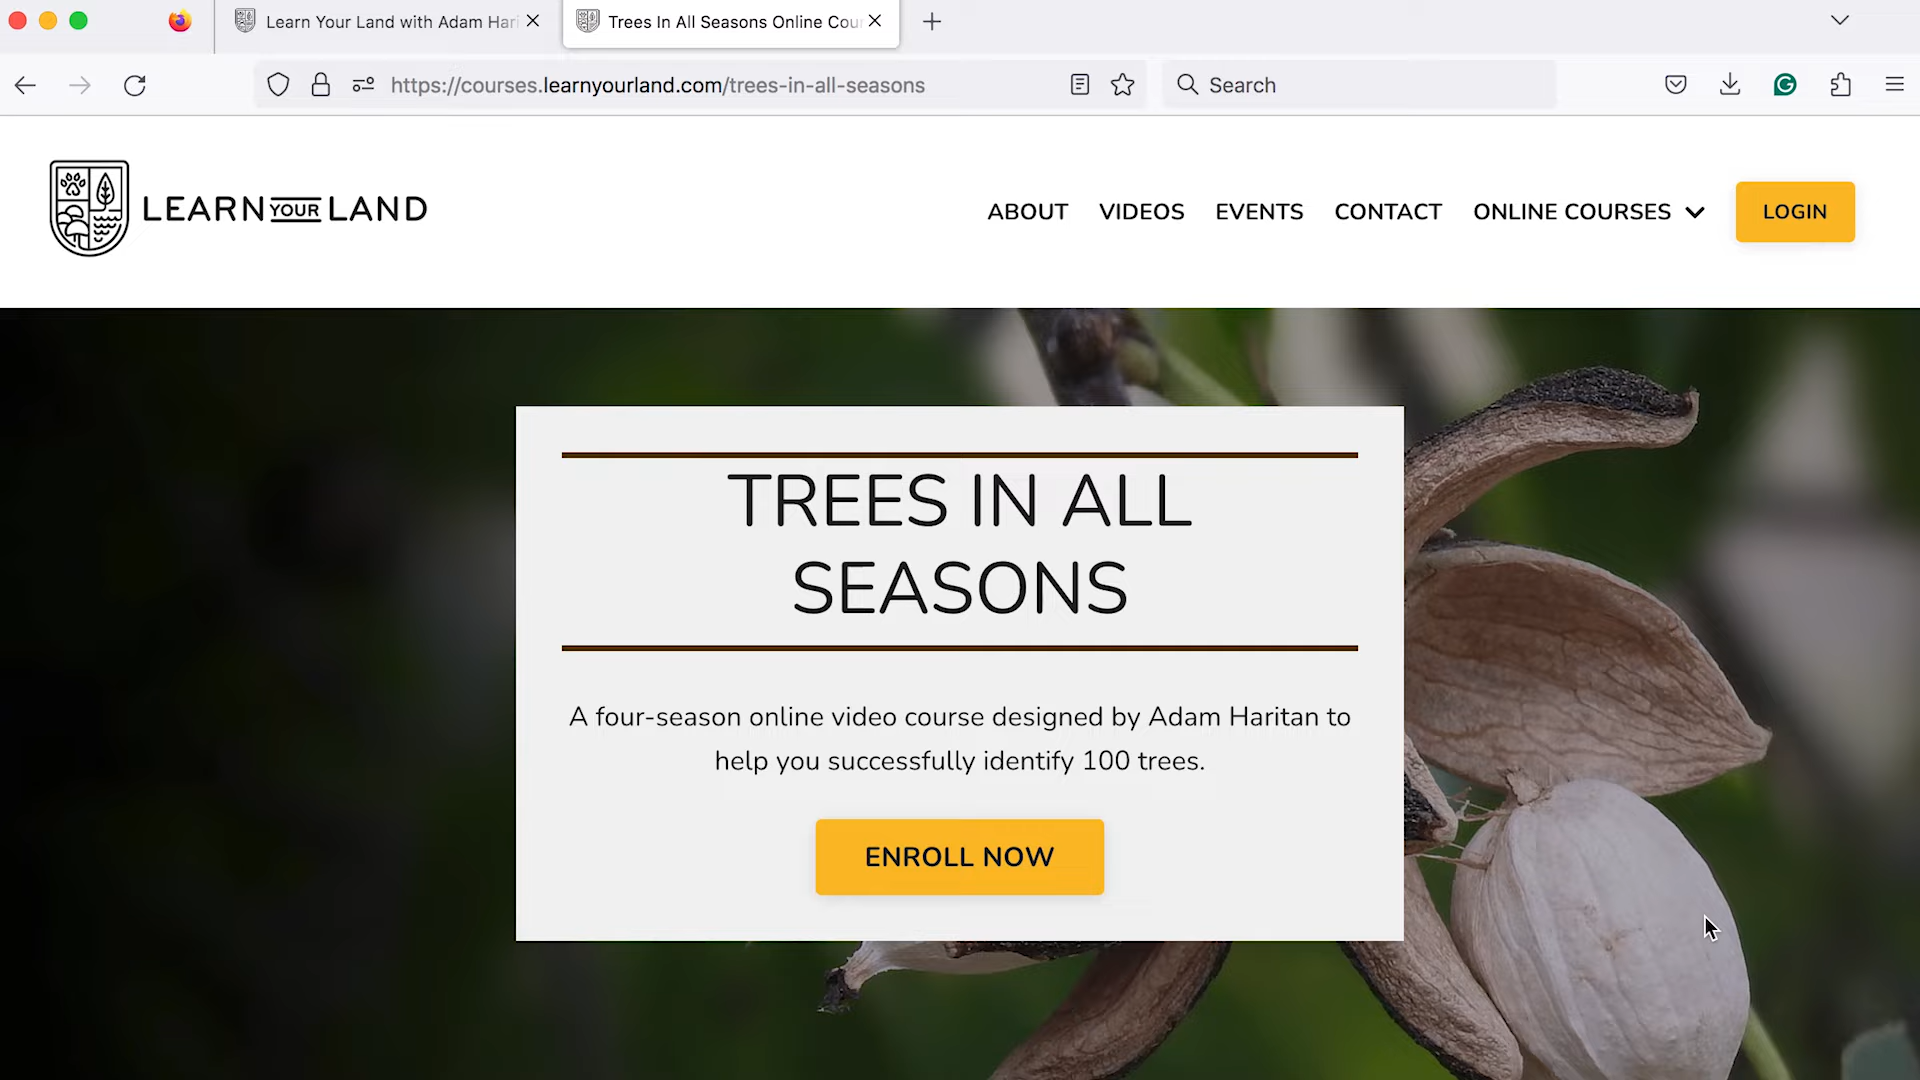 Learn Your Land with Adam Hari
Trees In All Seasons Online Cou
https://courses.learnyourland.com/trees-in-all-seasons
Search
LEARN YOUR LAND
ABOUT
VIDEOS
EVENTS
CONTACT
ONLINE COURSES
LOGIN
TREES IN ALL
SEASONS
A four-season online video course designed by Adam Haritan to
help you successfully identify 100 trees.
ENROLL NOW